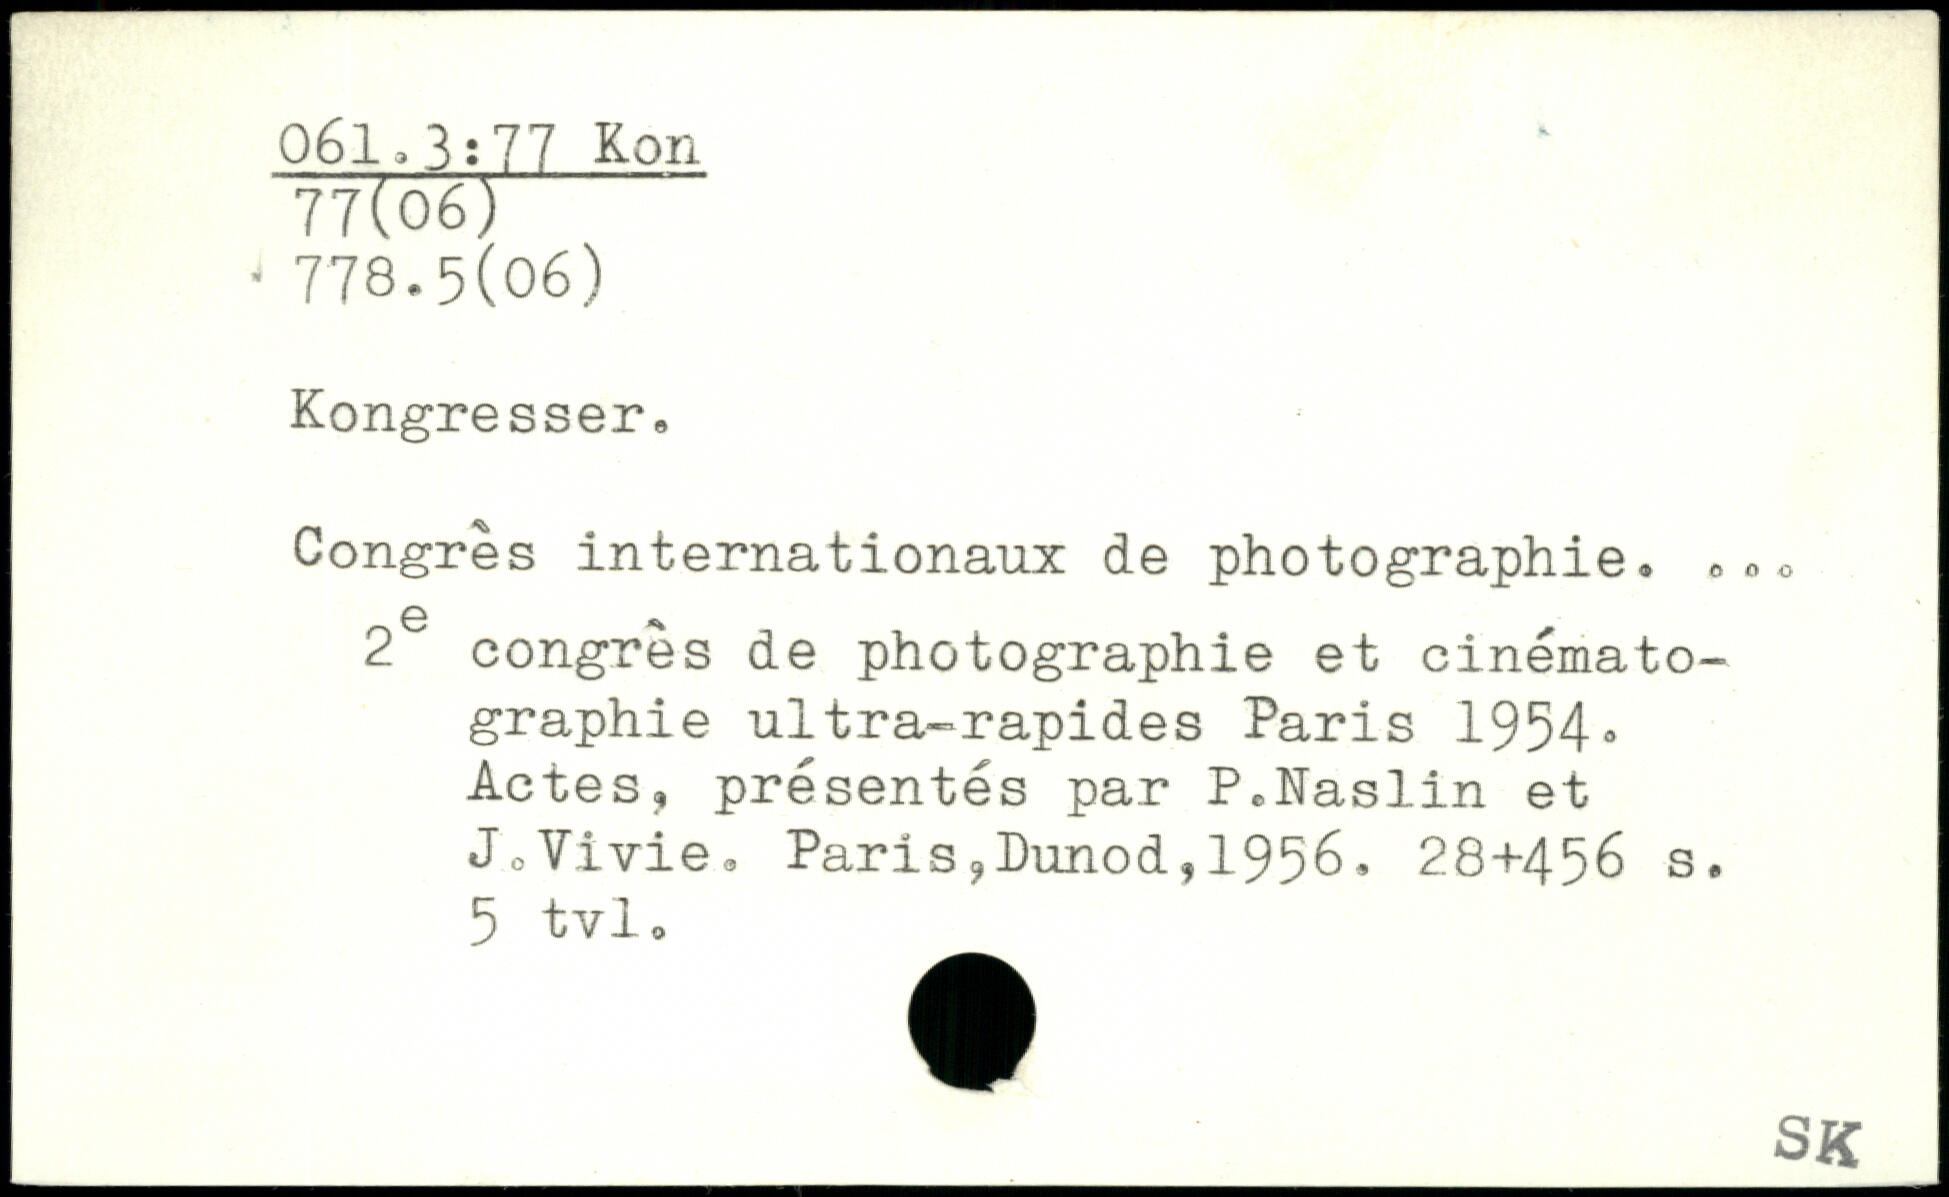 061.3:77 Kon
77(06)
778.5(06)
Kongresser.
Congrès internationaux de photographie. ...
2e congrès de photographie et cinémato-
graphie ultra-rapides Paris 1954.
Actes, présentés par P.Naslin et
J.Vivie. Paris,Dunod,1956. 28+456 s.
5 tvl.
SK